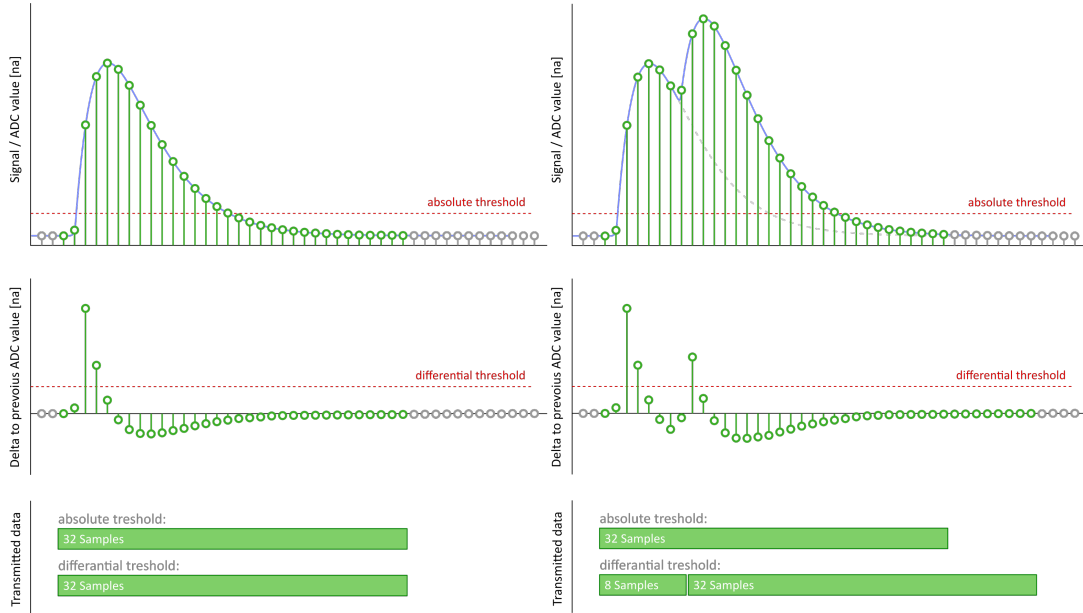 Signal / ADC value [na]
absolute threshold
Signal / ADC value [na]
absolute threshold
Delta to prevoius ADC value [na]
differential threshold
Delta to prevoius ADC value [na]
differential threshold
Transmitted data
absolute treshold:
32 Samples
differantial treshold:
32 Samples
Transmitted data
absolute treshold:
32 Samples
differantial treshold:
8 Samples
32 Samples